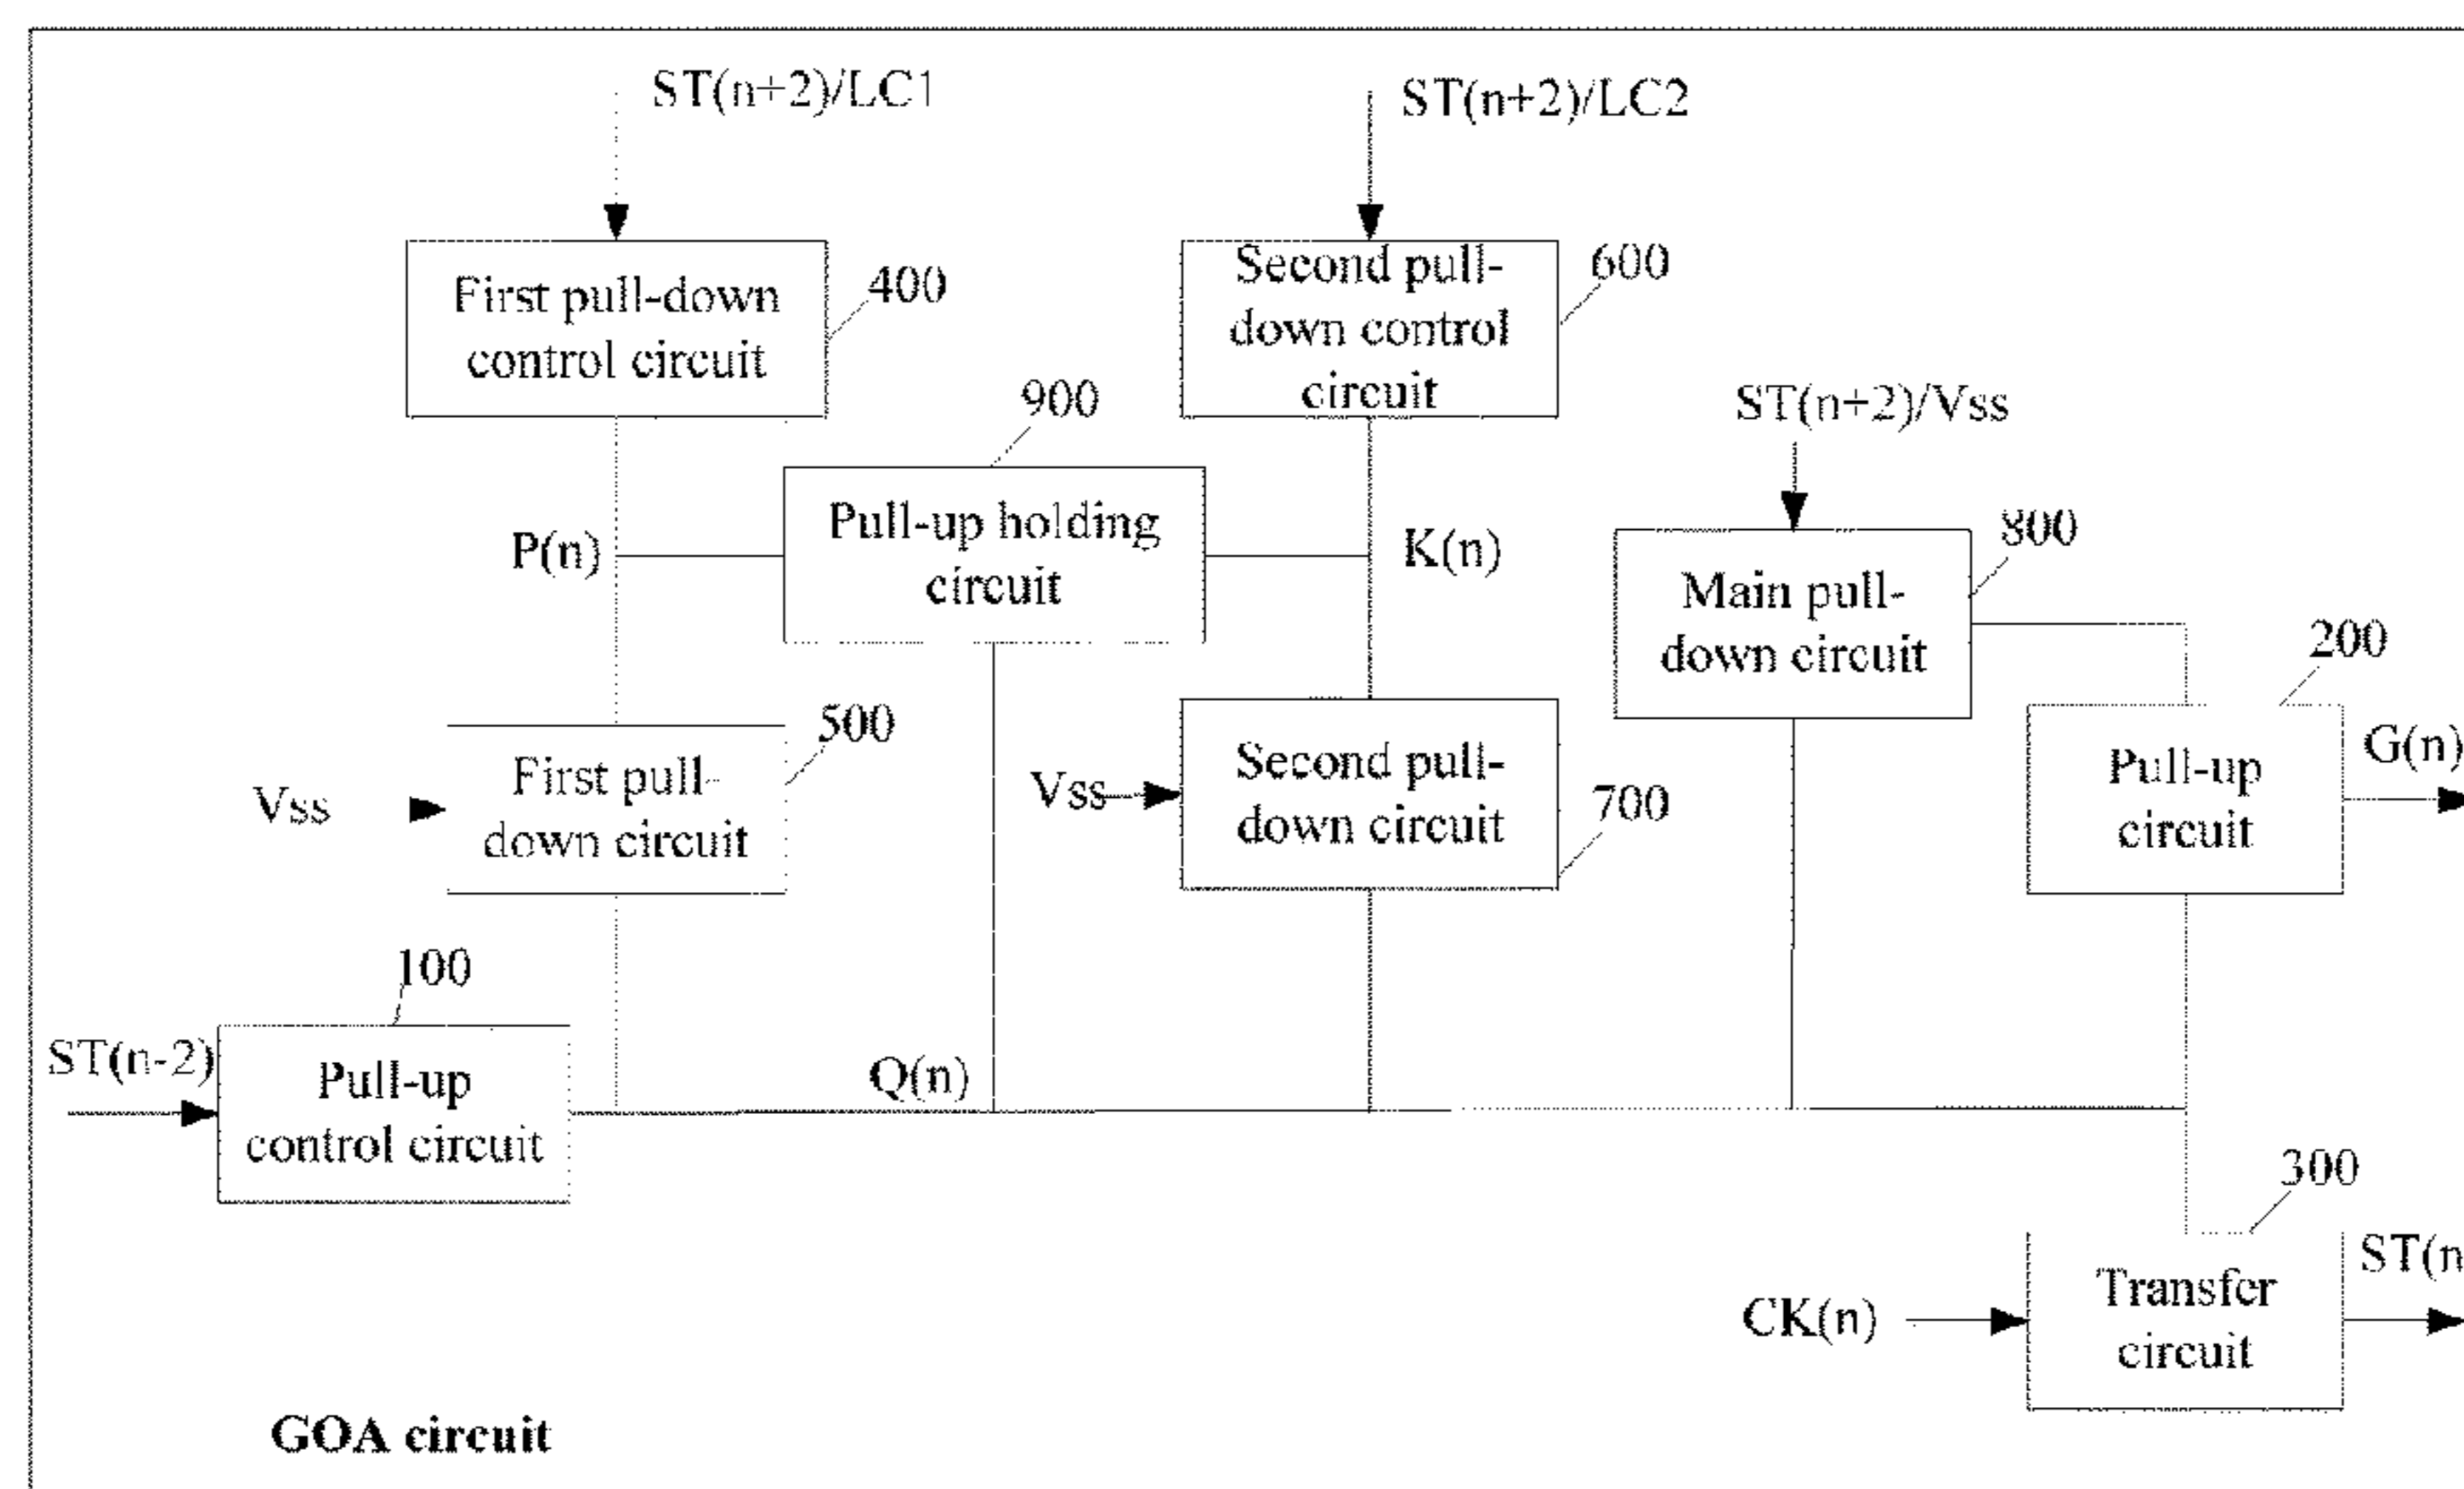 ST(n+2)/LC1
ST(n+2)/LC2
First pull-down
control circuit
400
Second pull-
down control
circuit
600
900
ST(n+2)/Vss
P(n)
Pull-up holding
circuit
K(n)
800
Main pull-
down circuit
200
500
Vss
First pull-
down circuit
Vss
Second pull-
down circuit
700
Pull-up
circuit
G(n)
100
ST(n-2)
Pull-up
control circuit
Q(n)
300
CK(n)
Transfer
circuit
ST(n
GOA circuit